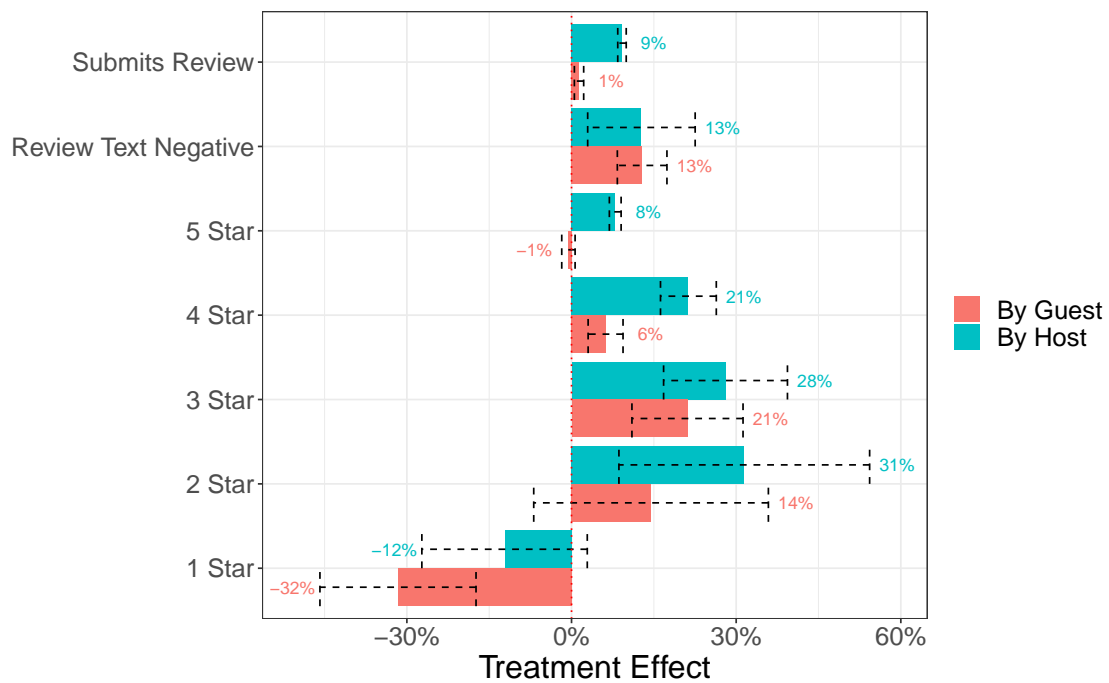 Submits Review
9%
1%
Review Text Negative
13%
13%
5 Star
8%
−1%
4 Star
21%
6%
3 Star
28%
21%
2 Star
31%
14%
1 Star
−12%
−32%
By Guest
By Host
−30%
0%
30%
60%
Treatment Effect